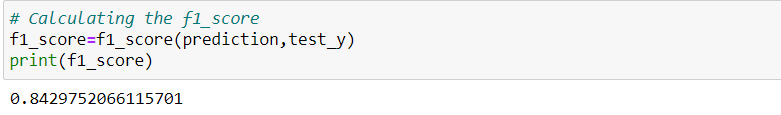 # Calculating the f1_score
f1_score=f1_score(prediction,test_y)
print(f1_score)
0.8429752066115701